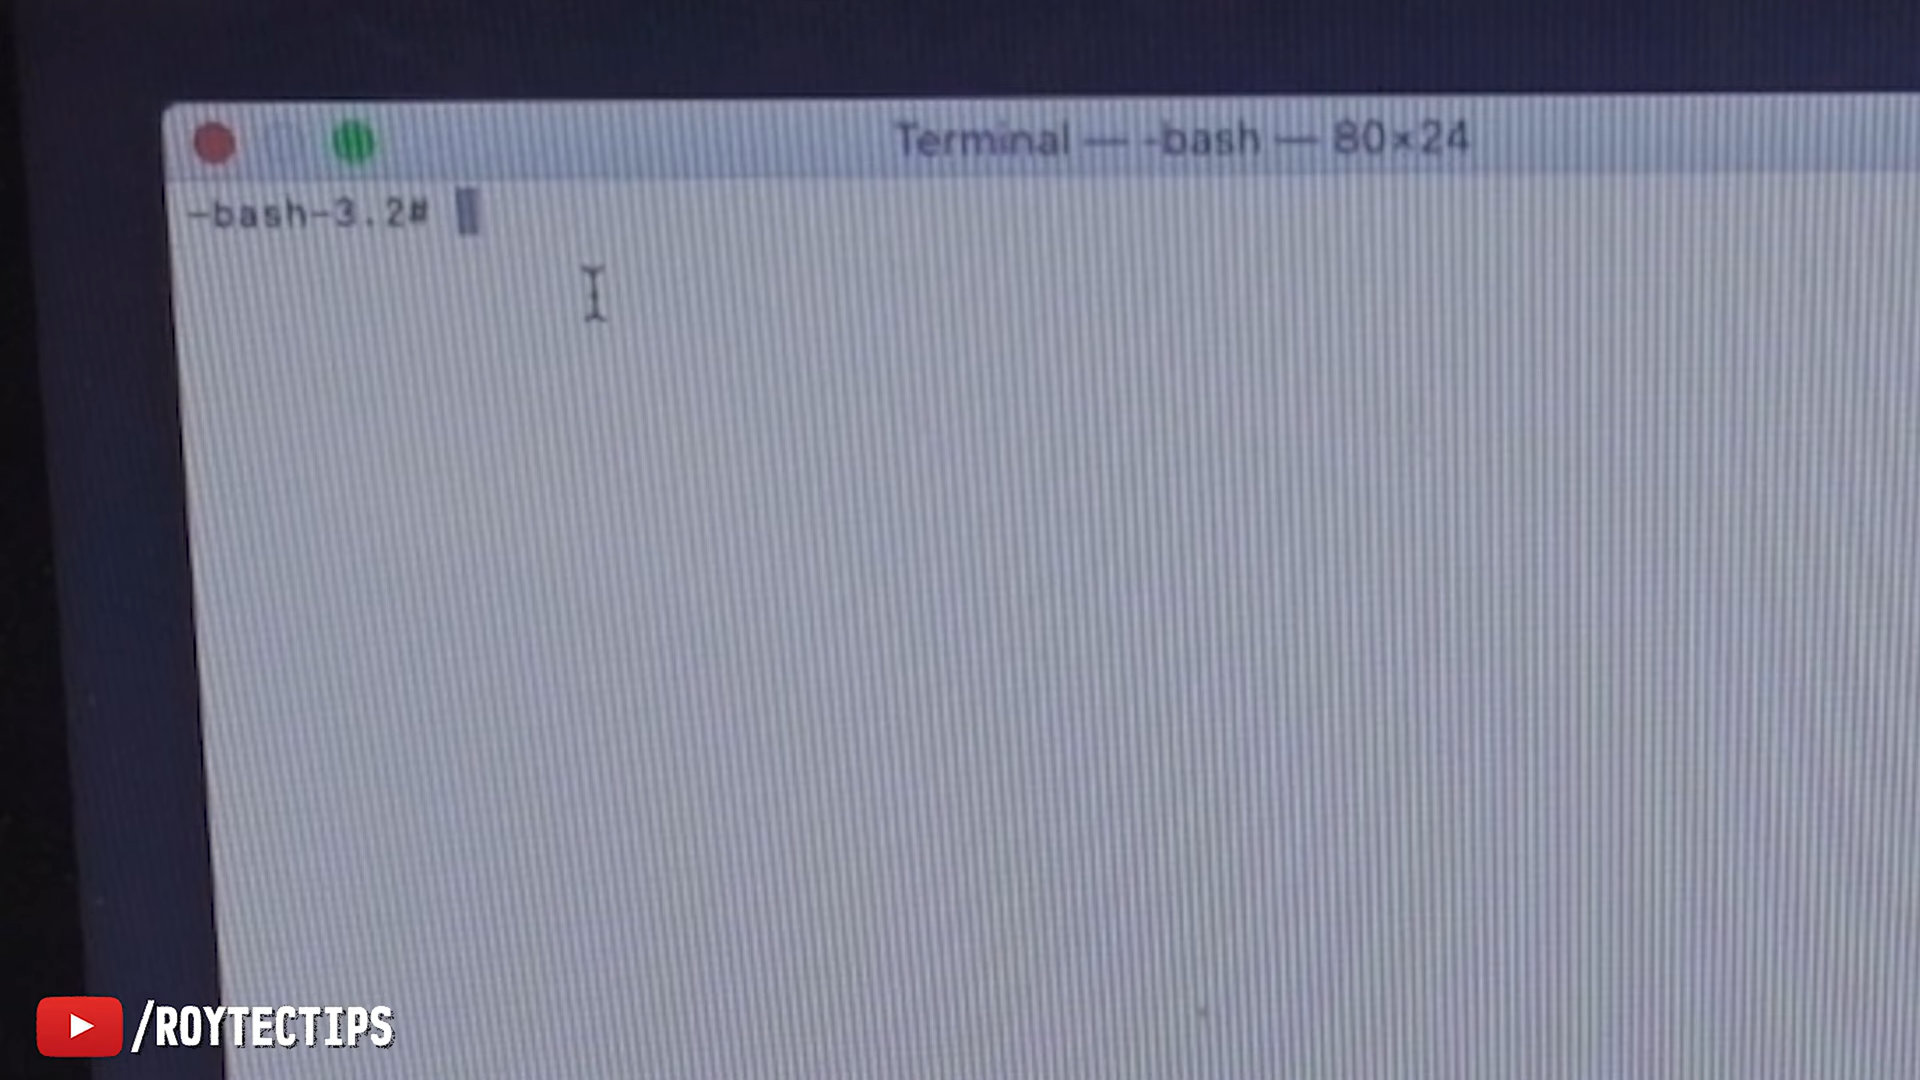 Terminal — -bash — 80×24
-bash-3.2#
/ROYTECTIPS